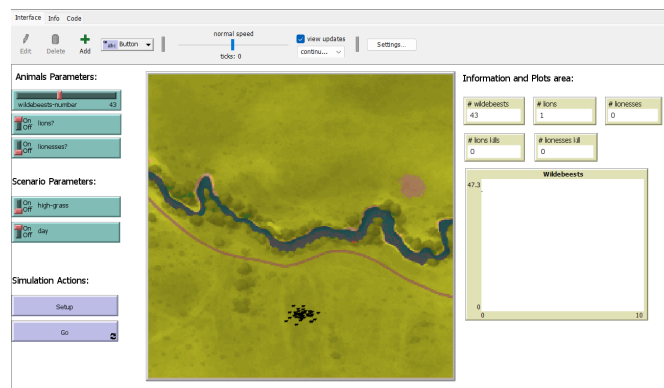 Interface Info Code
normal speed
Edit Delete Add abc Button view updates
continu... Settings...
ticks: 0
Animals Parameters:
wildebeests-number 43
On
Off lions?
On
Off lionesses?
Scenario Parameters:
On
Off high-grass
On
Off day
Simulation Actions:
Setup
Go
Information and Plots area:
# wildebeests # lions # lionesses
43 1 0
# lions kills # lionesses kill
0 0
Wildebeests
47.3
0
0 10